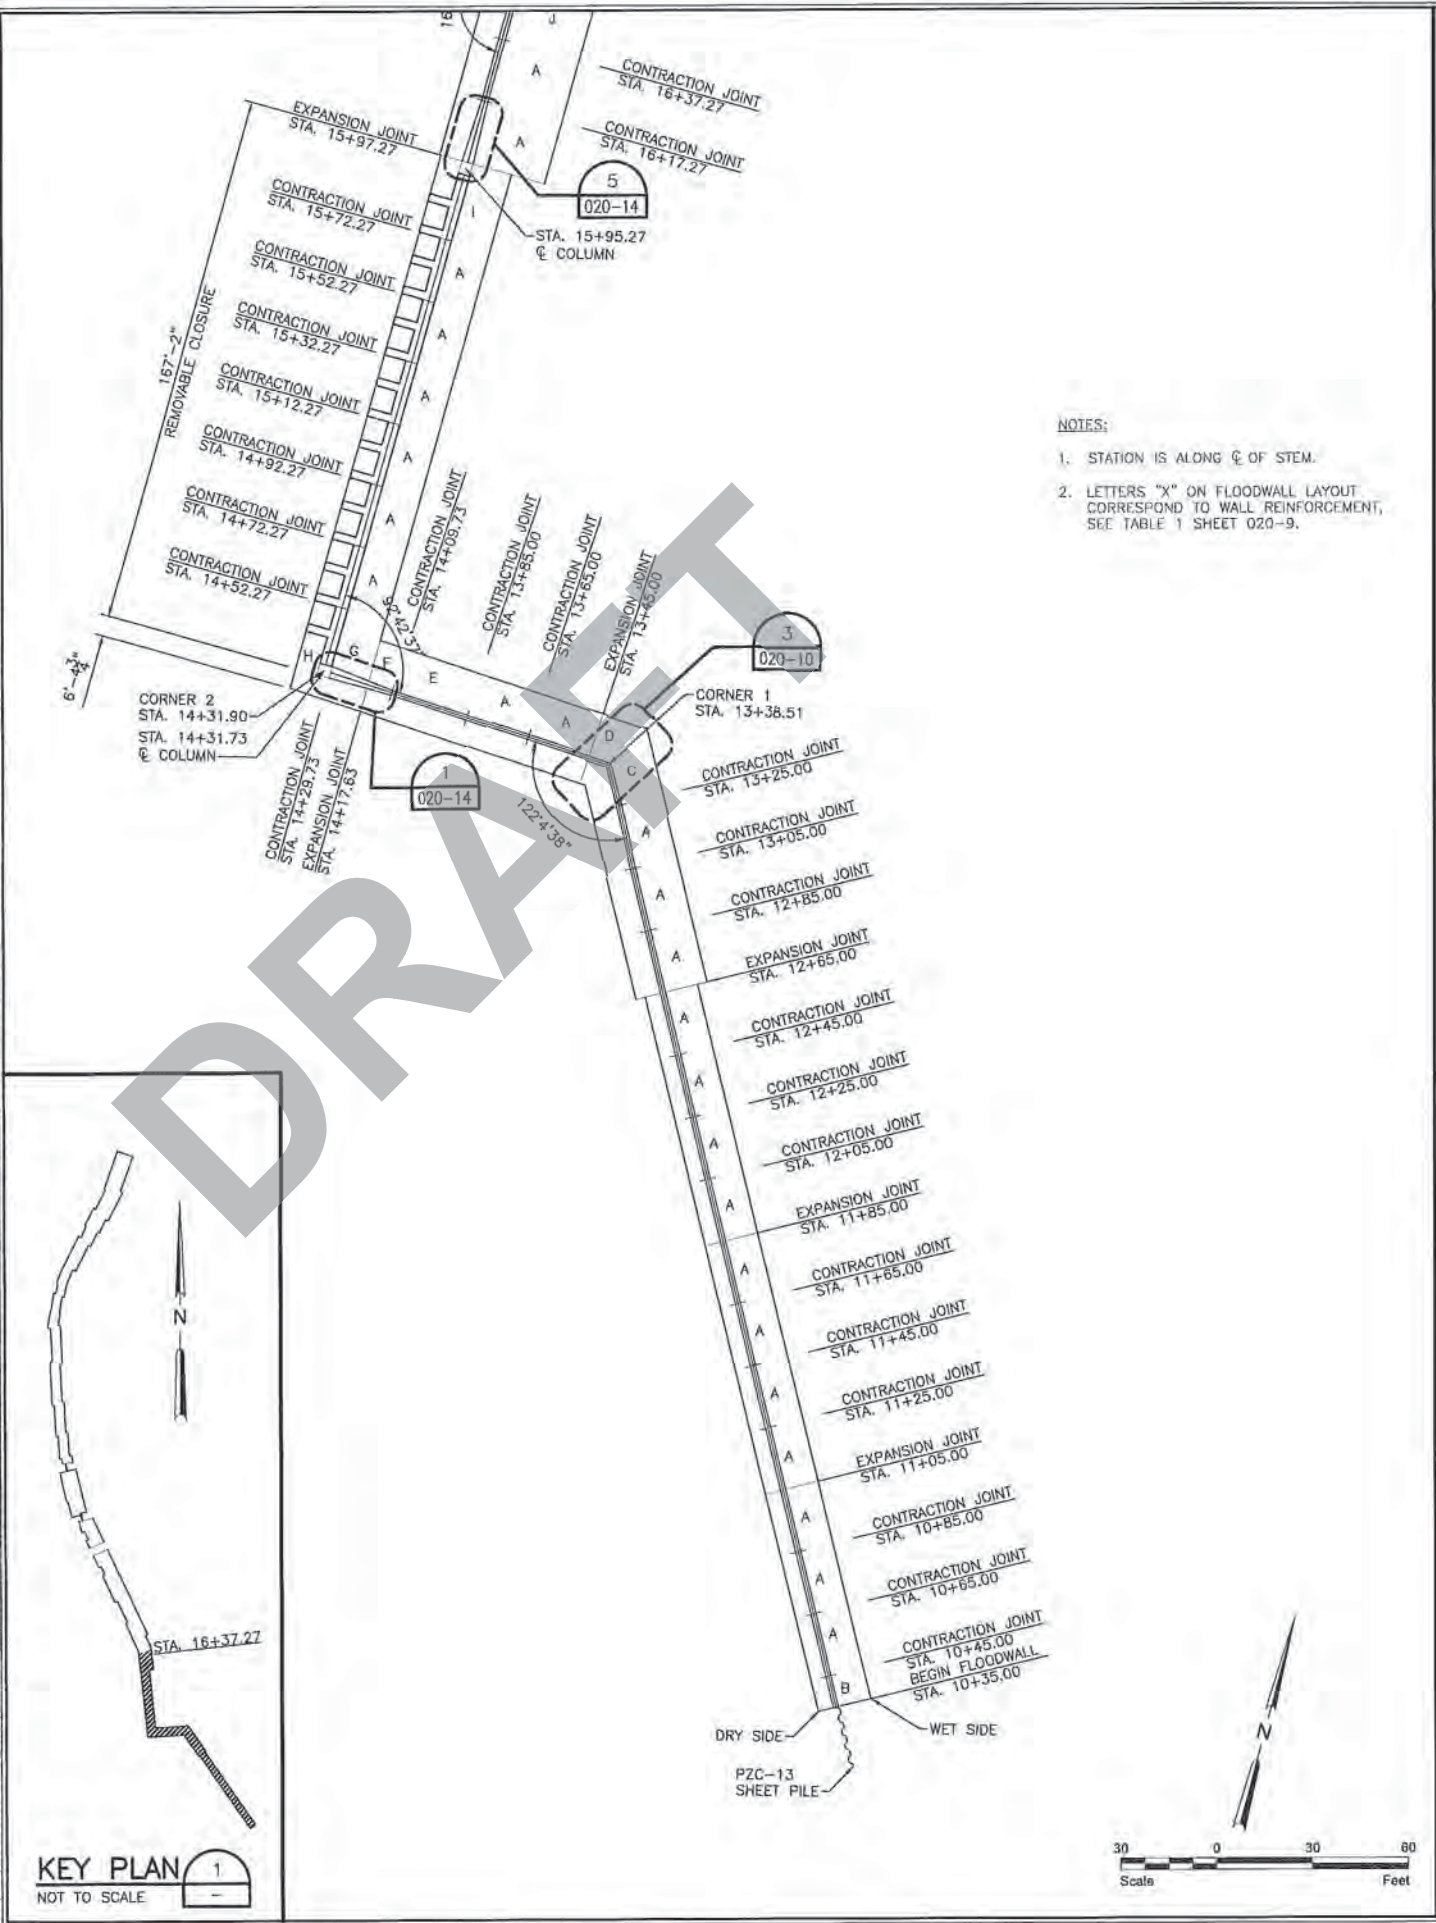 16
J
A
CONTRACTION JOINT
STA. 16+37.27
EXPANSION JOINT
STA. 15+97.27
A
CONTRACTION JOINT
STA. 16+17.27
5
020-14
CONTRACTION JOINT
STA. 15+72.27
I
STA. 15+95.27
℄ COLUMN
CONTRACTION JOINT
STA. 15+52.27
A
167'-2"
REMOVABLE CLOSURE
CONTRACTION JOINT
STA. 15+32.27
A
CONTRACTION JOINT
STA. 15+12.27
A
CONTRACTION JOINT
STA. 14+92.27
A
CONTRACTION JOINT
STA. 14+72.27
A
CONTRACTION JOINT
STA. 14+52.27
A
NOTES:
1. STATION IS ALONG ℄ OF STEM.
2. LETTERS "X" ON FLOODWALL LAYOUT
CORRESPOND TO WALL REINFORCEMENT,
SEE TABLE 1 SHEET 020-9.
CONTRACTION JOINT
STA. 14+09.73
CONTRACTION JOINT
STA. 13+85.00
CONTRACTION JOINT
STA. 13+65.00
EXPANSION JOINT
STA. 13+45.00
92°42'37"
3
020-10
6'-4¾"
H
G
F
E
A
A
D
C
CORNER 2
STA. 14+31.90
STA. 14+31.73
℄ COLUMN
CORNER 1
STA. 13+38.51
CONTRACTION JOINT
STA. 14+29.73
EXPANSION JOINT
STA. 14+17.63
1
020-14
122°4'38"
CONTRACTION JOINT
STA. 13+25.00
A
CONTRACTION JOINT
STA. 13+05.00
A
CONTRACTION JOINT
STA. 12+85.00
A
EXPANSION JOINT
STA. 12+65.00
A
CONTRACTION JOINT
STA. 12+45.00
A
CONTRACTION JOINT
STA. 12+25.00
A
CONTRACTION JOINT
STA. 12+05.00
A
EXPANSION JOINT
STA. 11+85.00
A
CONTRACTION JOINT
STA. 11+65.00
A
CONTRACTION JOINT
STA. 11+45.00
A
CONTRACTION JOINT
STA. 11+25.00
A
EXPANSION JOINT
STA. 11+05.00
A
CONTRACTION JOINT
STA. 10+85.00
A
CONTRACTION JOINT
STA. 10+65.00
A
CONTRACTION JOINT
STA. 10+45.00
BEGIN FLOODWALL
STA. 10+35.00
B
DRY SIDE
WET SIDE
PZC-13
SHEET PILE
DRAFT
N
STA. 16+37.27
KEY PLAN
1
-
NOT TO SCALE
N
30 0 30 60
Scale Feet